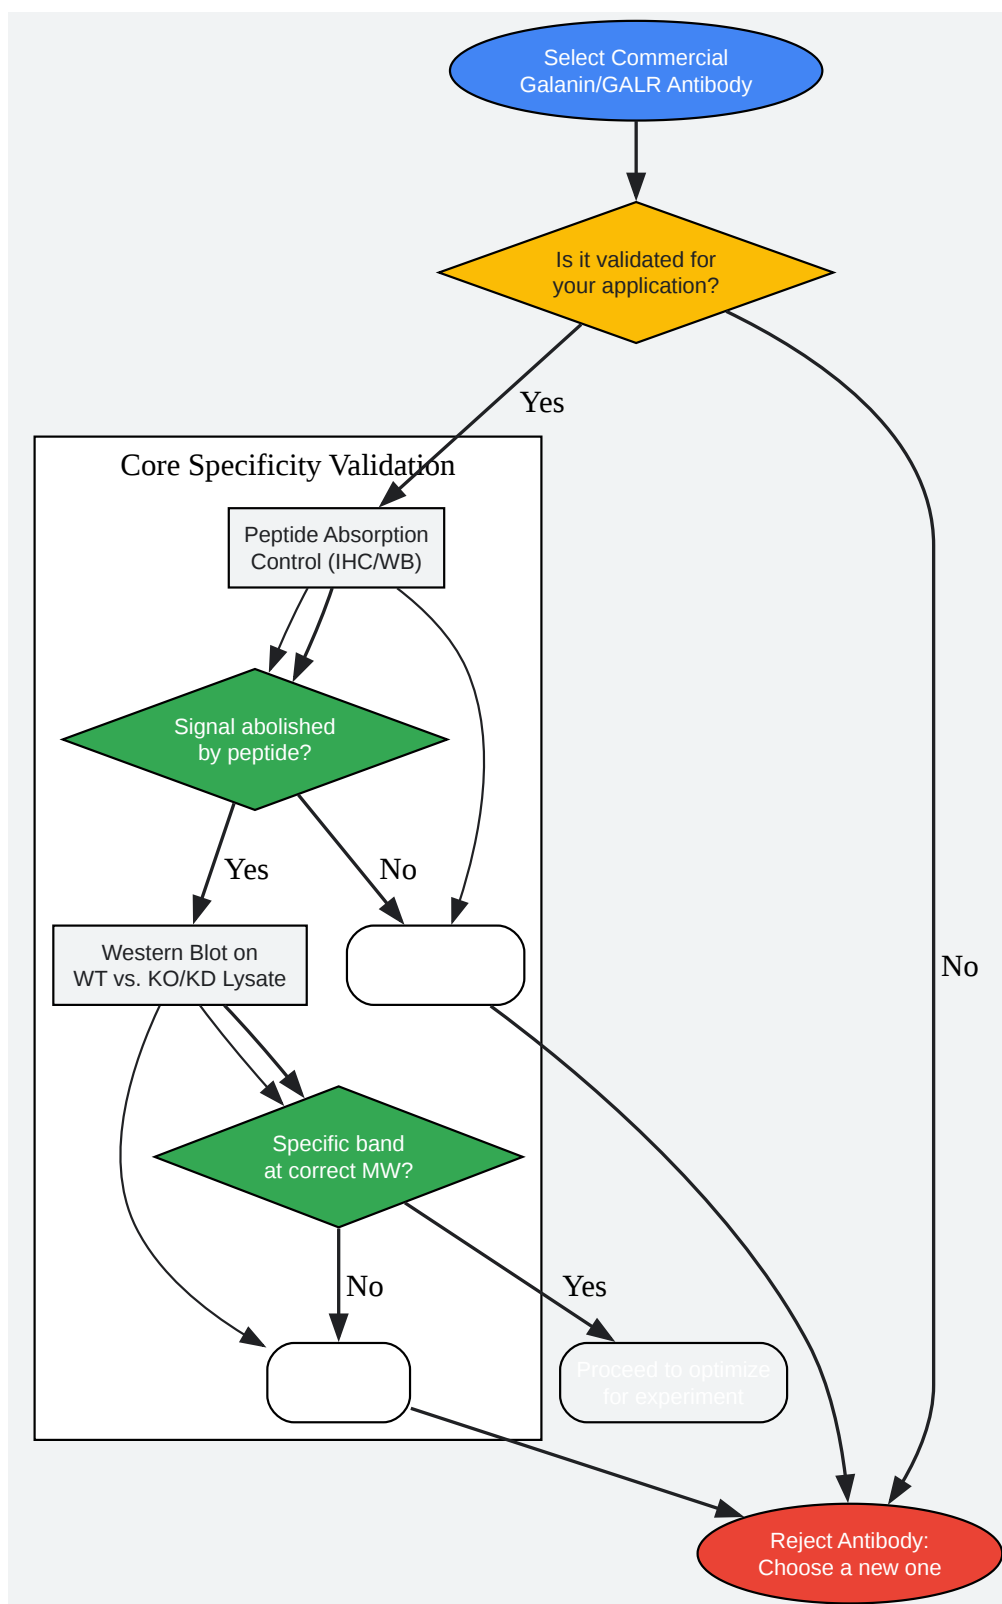 Select Commercial
Galanin/GALR Antibody
Is it validated for
your application?
Yes
Core Specificity Validation
Peptide Absorption
Control (IHC/WB)
Signal abolished
by peptide?
Yes
No
Western Blot on
WT vs. KO/KD Lysate
No
Specific band
at correct MW?
No
Yes
Proceed to optimize
for experiment
Reject Antibody:
Choose a new one